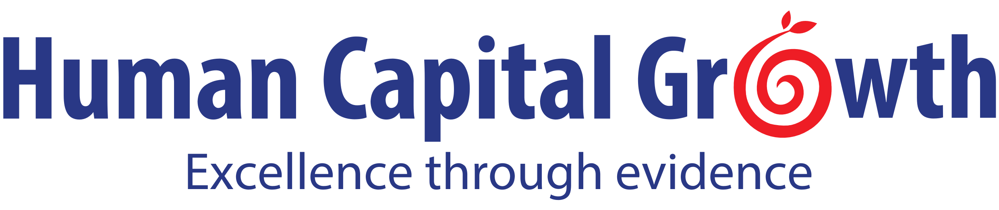 Human Capital Growth
Excellence through evidence